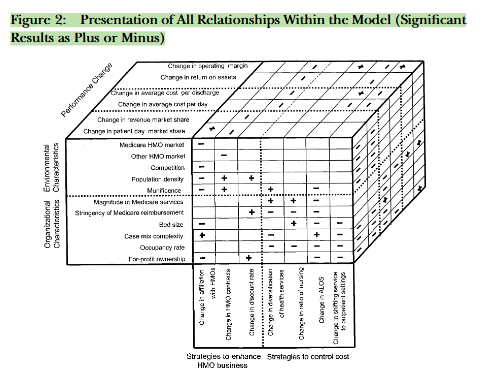 Figure 2: Presentation of All Relationships Within the Model (Significant
Results as Plus or Minus)
Performance Change
Change in operating margin
Change in return on assets
Change in average cost per discharge
Change in average cost per day
Change in revenue market share
Change in patient day market share
Environmental
Characteristics
Medicare HMO market
Other HMO market
Competition
Population density
Munificence
Organizational
Characteristics
Magnitude in Medicare services
Stringency of Medicare reimbursement
Bed size
Case mix complexity
Occupancy rate
For-profit ownership
Change in affiliation
with HMOs
Change in HMO contracts
Change in discount rate
Change in diversification
of health services
Change in ratio of nursing
Change in ALOS
Change in shifting service
to outpatient settings
Strategies to enhance
HMO business
Strategies to control cost